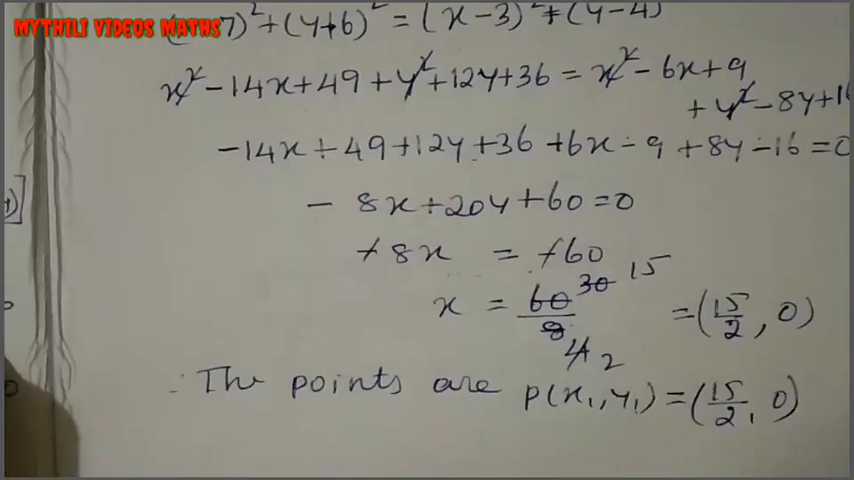 MYTHILI VIDEOS MATHS
7)² + (y+6)² = (x-3)² + (y-4)
x² - 14x + 49 + y² + 12y + 36 = x² - 6x + 9
+ y² - 8y + 16
-14x + 49 + 12y + 36 + 6x - 9 + 8y - 16 = 0
- 8x + 20y + 60 = 0
+ 8x = + 60
x = 60/8 30 15 = (15/2, 0)
4 2
∴ The points are P(x₁, y₁) = (15/2, 0)